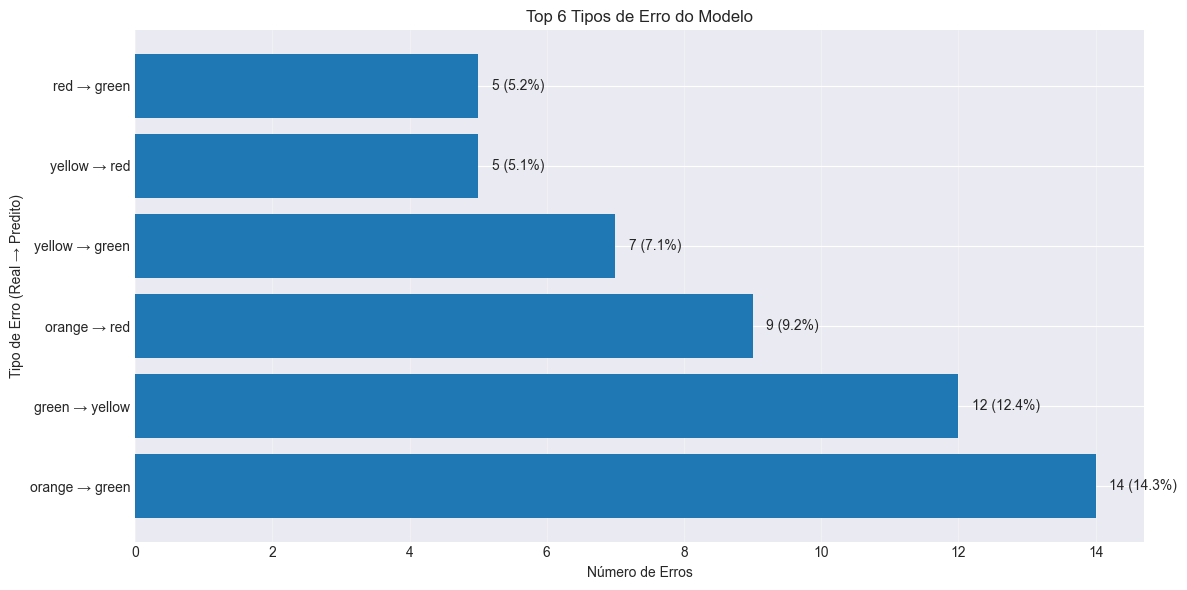 Top 6 Tipos de Erro do Modelo
Tipo de Erro (Real → Predito)
red → green
5 (5.2%)
yellow → red
5 (5.1%)
yellow → green
7 (7.1%)
orange → red
9 (9.2%)
green → yellow
12 (12.4%)
orange → green
14 (14.3%)
0 2 4 6 8 10 12 14
Número de Erros